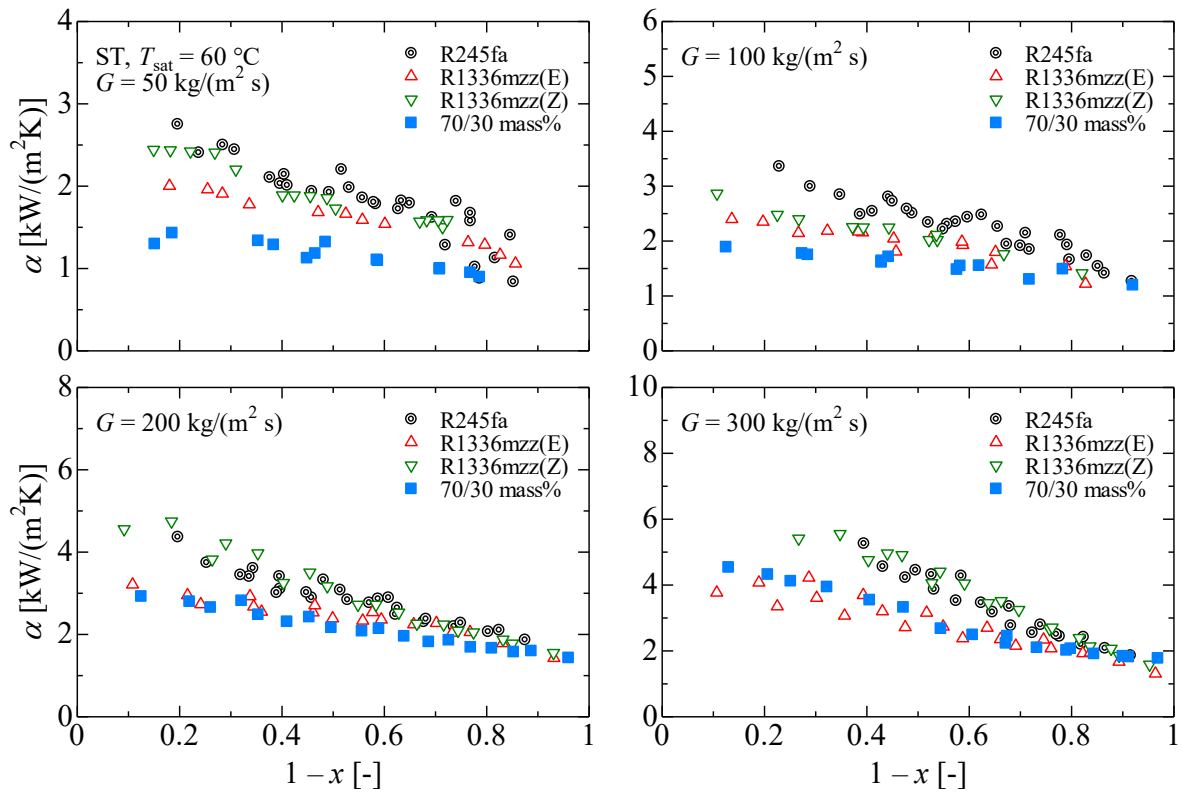 ST, Tsat = 60 °C
G = 50 kg/(m² s)
R245fa
R1336mzz(E)
R1336mzz(Z)
70/30 mass%
4
3
2
1
0
α [kW/(m²K)]
G = 100 kg/(m² s)
R245fa
R1336mzz(E)
R1336mzz(Z)
70/30 mass%
6
5
4
3
2
1
0
G = 200 kg/(m² s)
R245fa
R1336mzz(E)
R1336mzz(Z)
70/30 mass%
8
6
4
2
0
α [kW/(m²K)]
0 0.2 0.4 0.6 0.8 1
1 – x [-]
G = 300 kg/(m² s)
R245fa
R1336mzz(E)
R1336mzz(Z)
70/30 mass%
10
8
6
4
2
0
0 0.2 0.4 0.6 0.8 1
1 – x [-]